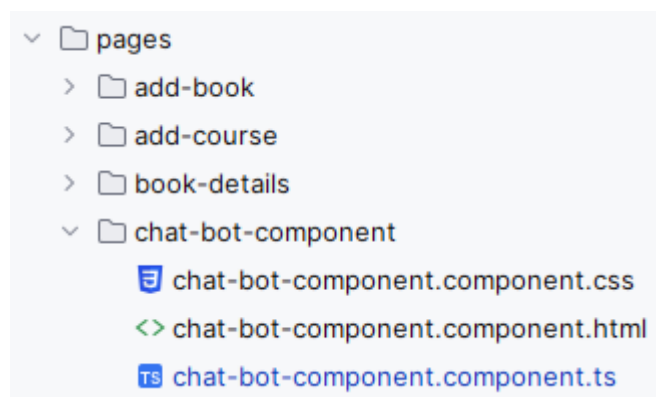 pages
add-book
add-course
book-details
chat-bot-component
chat-bot-component.component.css
<> chat-bot-component.component.html
TS chat-bot-component.component.ts